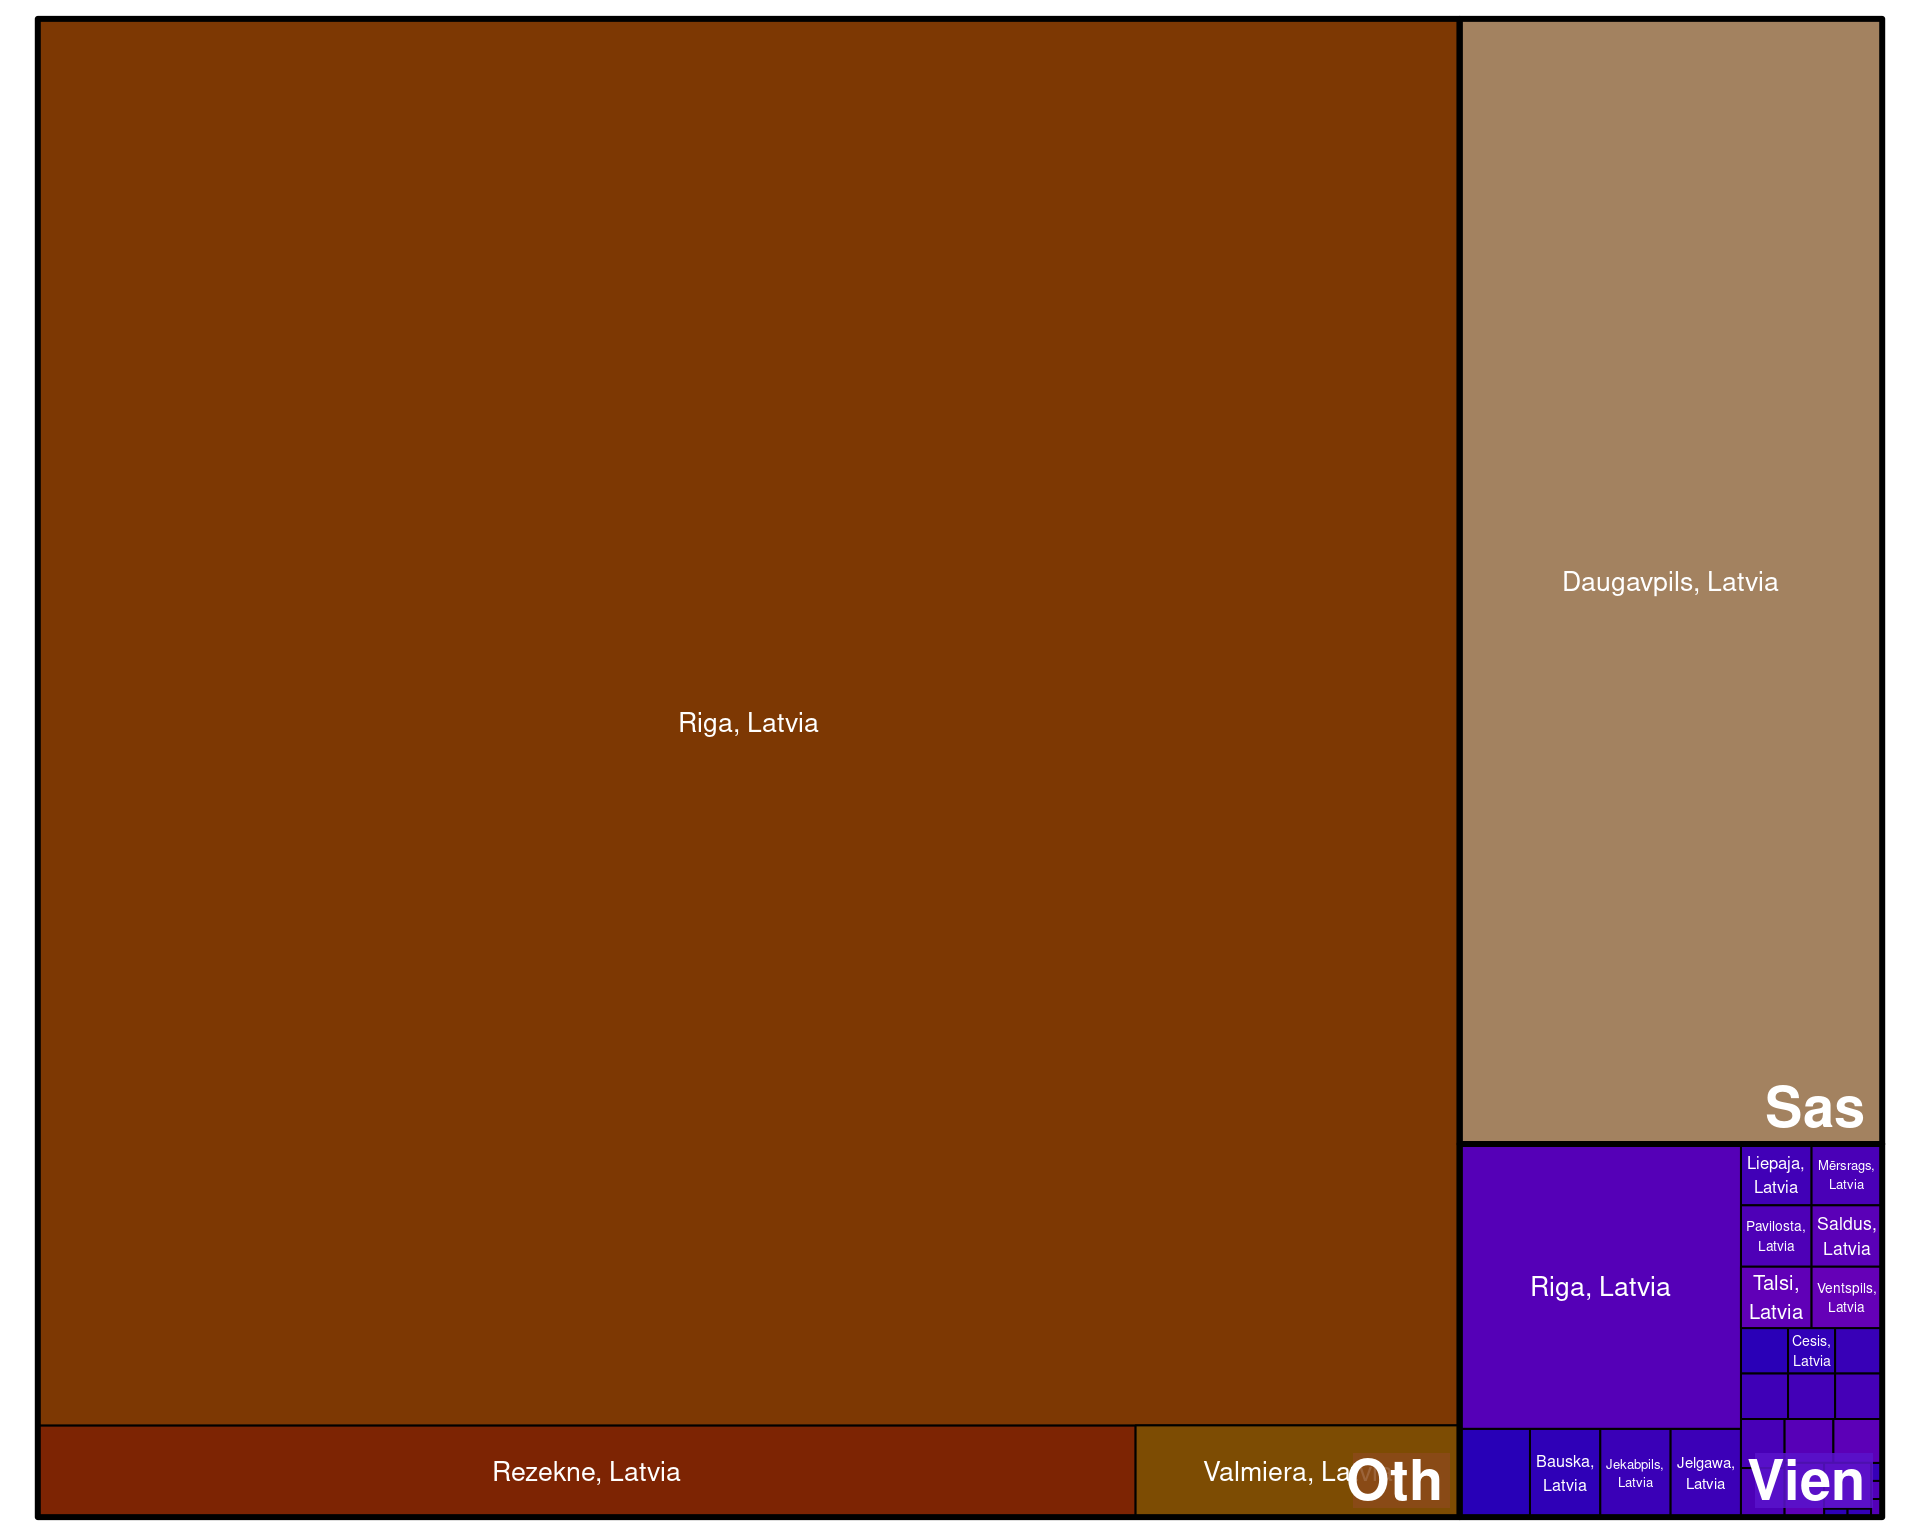 Riga, Latvia
Rezekne, Latvia
Valmiera, Latvia
Oth
Daugavpils, Latvia
Sas
Riga, Latvia
Bauska,
Latvia
Jekabpils,
Latvia
Jelgawa,
Latvia
Liepaja,
Latvia
Mērsrags,
Latvia
Pavilosta,
Latvia
Saldus,
Latvia
Talsi,
Latvia
Ventspils,
Latvia
Cesis,
Latvia
Vien